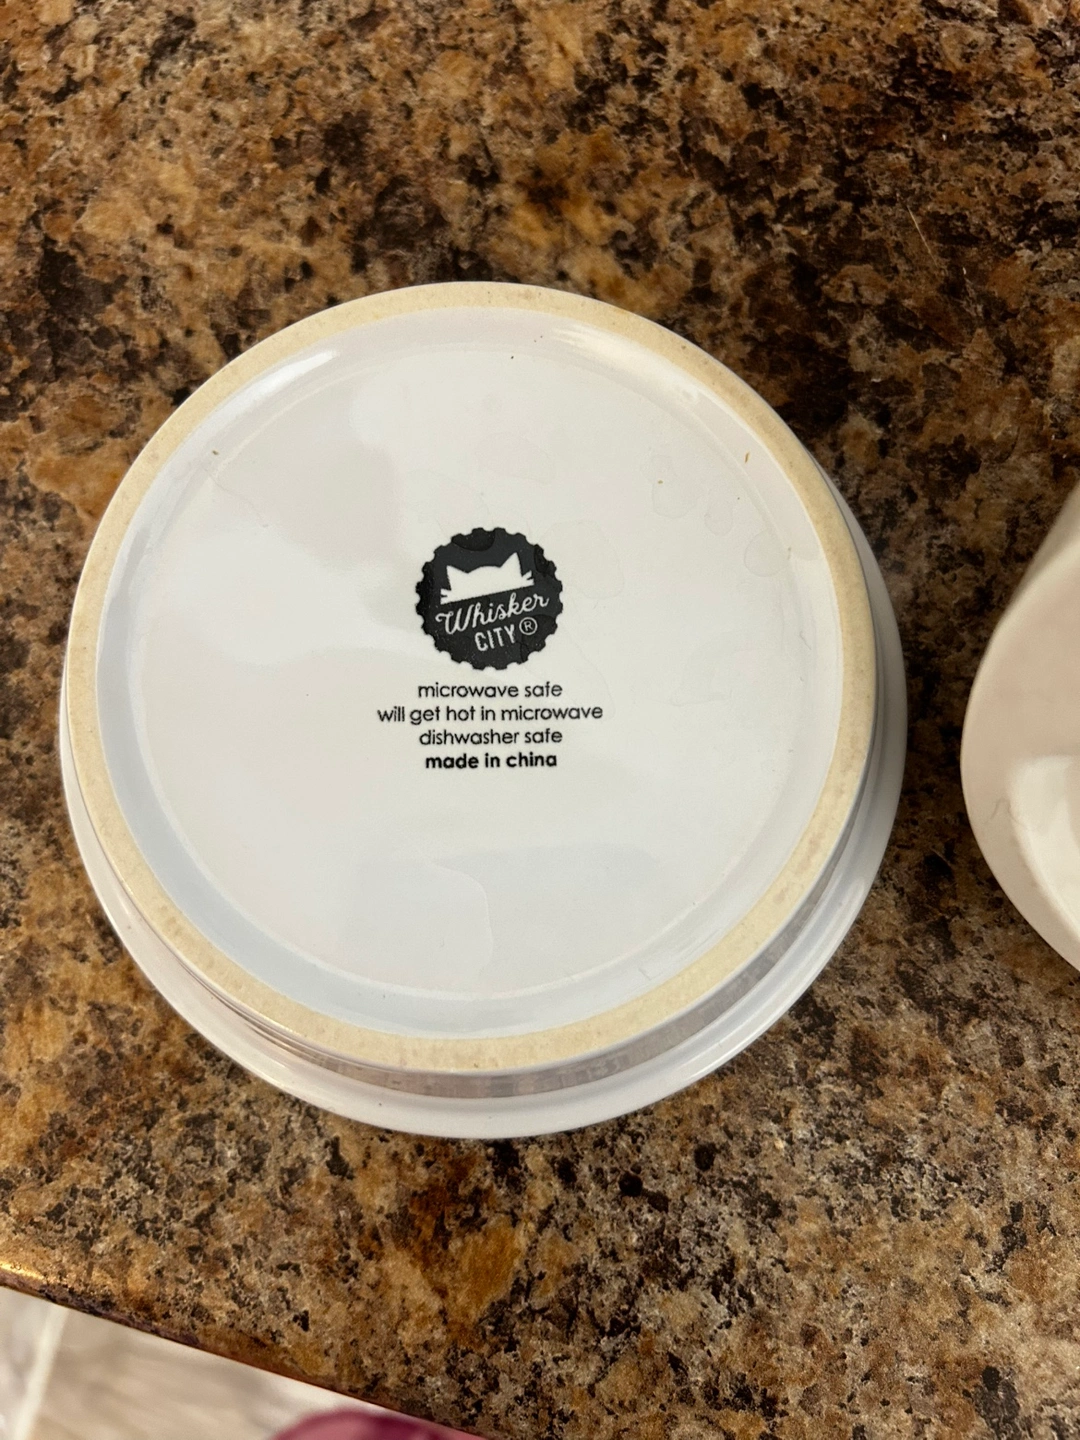 Whisker
CITY®
microwave safe
will get hot in microwave
dishwasher safe
made in china